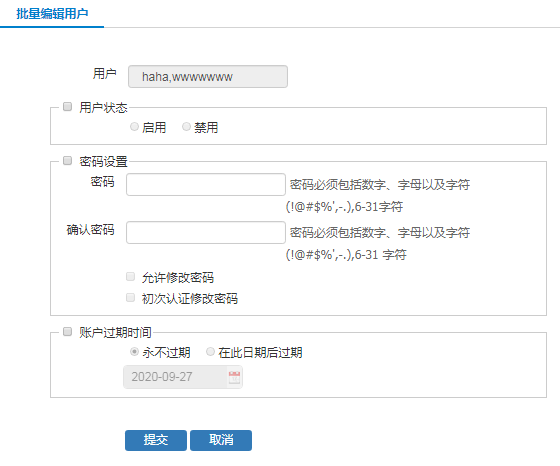 批量编辑用户
用户 haha,wwwwwww
用户状态
启用 禁用
密码设置
密码 密码必须包括数字、字母以及字符
(!@#$%',-.),6-31字符
确认密码 密码必须包括数字、字母以及字符
(!@#$%',-.),6-31 字符
允许修改密码
初次认证修改密码
账户过期时间
永不过期 在此日期后过期
2020-09-27
提交 取消